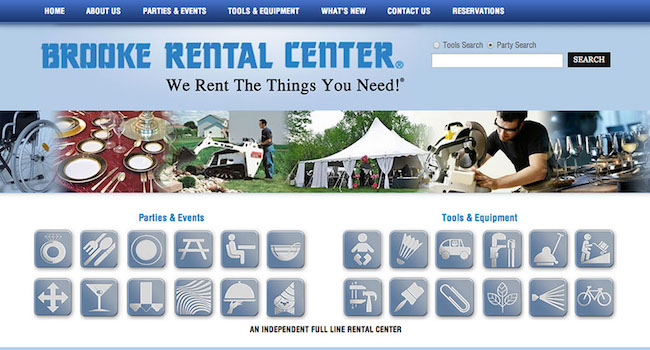 HOME ABOUT US PARTIES & EVENTS TOOLS & EQUIPMENT WHAT'S NEW CONTACT US RESERVATIONS
BROOKE RENTAL CENTER®
We Rent The Things You Need!®
Tools Search Party Search
SEARCH
Parties & Events
Tools & Equipment
AN INDEPENDENT FULL LINE RENTAL CENTER